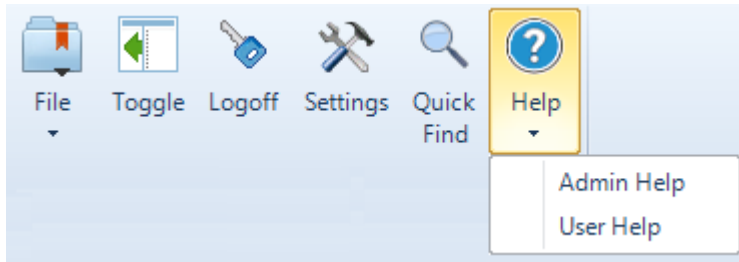 File
Toggle
Logoff
Settings
Quick
Find
Help
Admin Help
User Help